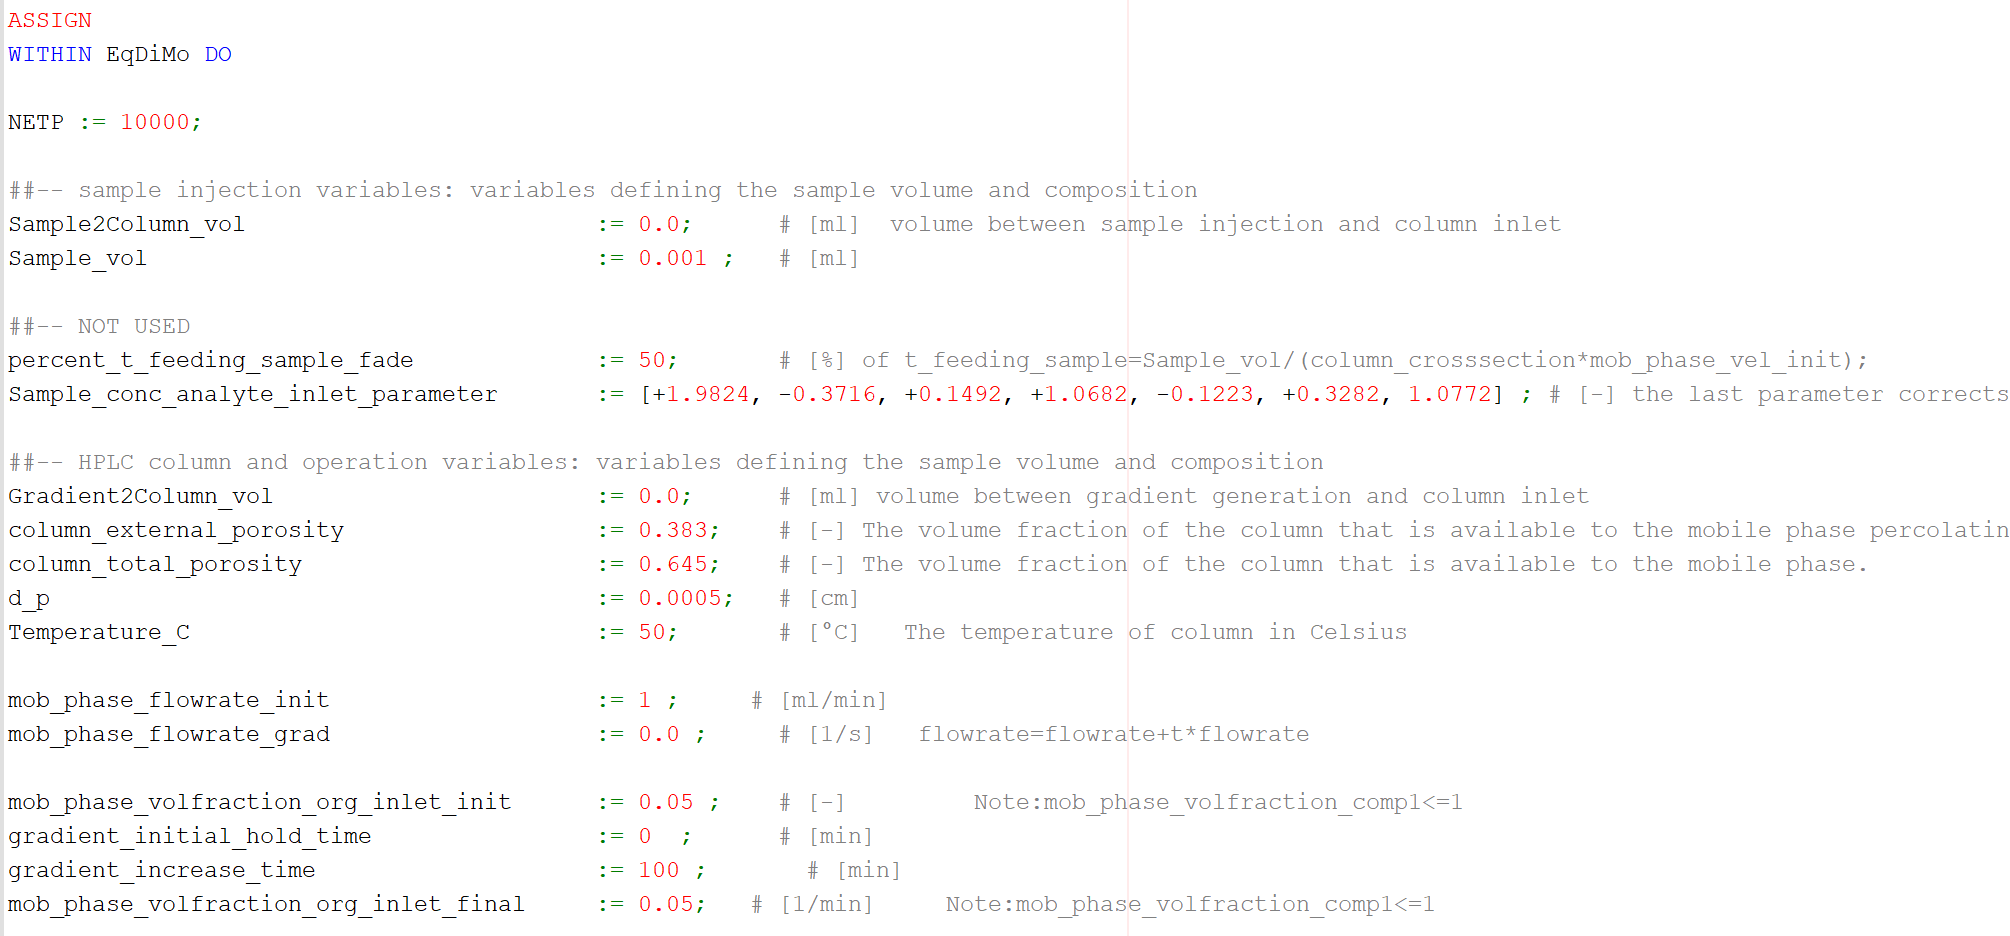 ASSIGN
WITHIN EqDiMo DO
NETP := 10000;
##-- sample injection variables: variables defining the sample volume and composition
Sample2Column_vol := 0.0; # [ml] volume between sample injection and column inlet
Sample_vol := 0.001 ; # [ml]
##-- NOT USED
percent_t_feeding_sample_fade := 50; # [%] of t_feeding_sample=Sample_vol/(column_crosssection*mob_phase_vel_init);
Sample_conc_analyte_inlet_parameter := [+1.9824, -0.3716, +0.1492, +1.0682, -0.1223, +0.3282, 1.0772] ; # [-] the last parameter corrects
##-- HPLC column and operation variables: variables defining the sample volume and composition
Gradient2Column_vol := 0.0; # [ml] volume between gradient generation and column inlet
column_external_porosity := 0.383; # [-] The volume fraction of the column that is available to the mobile phase percolatin
column_total_porosity := 0.645; # [-] The volume fraction of the column that is available to the mobile phase.
d_p := 0.0005; # [cm]
Temperature_C := 50; # [°C] The temperature of column in Celsius
mob_phase_flowrate_init := 1 ; # [ml/min]
mob_phase_flowrate_grad := 0.0 ; # [1/s] flowrate=flowrate+t*flowrate
mob_phase_volfraction_org_inlet_init := 0.05 ; # [-] Note:mob_phase_volfraction_comp1<=1
gradient_initial_hold_time := 0 ; # [min]
gradient_increase_time := 100 ; # [min]
mob_phase_volfraction_org_inlet_final := 0.05; # [1/min] Note:mob_phase_volfraction_comp1<=1